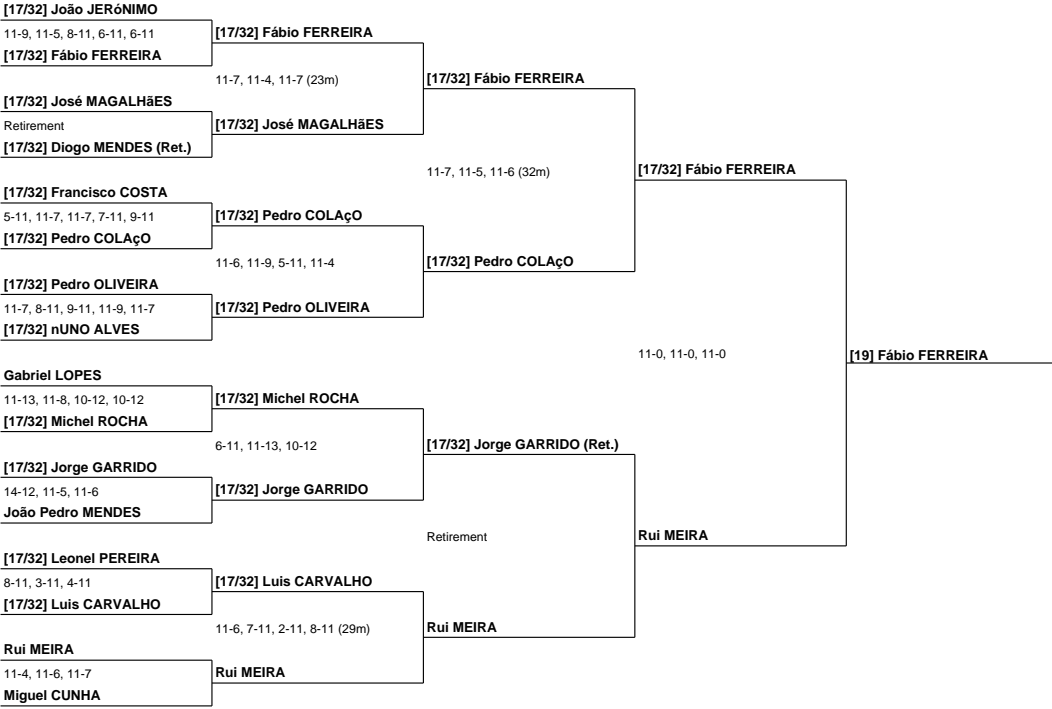 [17/32] João JERóNIMO
11-9, 11-5, 8-11, 6-11, 6-11
[17/32] Fábio FERREIRA
[17/32] José MAGALHãES
Retirement
[17/32] Diogo MENDES (Ret.)
[17/32] Francisco COSTA
5-11, 11-7, 11-7, 7-11, 9-11
[17/32] Pedro COLAçO
[17/32] Pedro OLIVEIRA
11-7, 8-11, 9-11, 11-9, 11-7
[17/32] nUNO ALVES
Gabriel LOPES
11-13, 11-8, 10-12, 10-12
[17/32] Michel ROCHA
[17/32] Jorge GARRIDO
14-12, 11-5, 11-6
João Pedro MENDES
[17/32] Leonel PEREIRA
8-11, 3-11, 4-11
[17/32] Luis CARVALHO
Rui MEIRA
11-4, 11-6, 11-7
Miguel CUNHA
[17/32] Fábio FERREIRA
11-7, 11-4, 11-7 (23m)
[17/32] José MAGALHãES
[17/32] Pedro COLAçO
11-6, 11-9, 5-11, 11-4
[17/32] Pedro OLIVEIRA
[17/32] Michel ROCHA
6-11, 11-13, 10-12
[17/32] Jorge GARRIDO
[17/32] Luis CARVALHO
11-6, 7-11, 2-11, 8-11 (29m)
Rui MEIRA
[17/32] Fábio FERREIRA
11-7, 11-5, 11-6 (32m)
[17/32] Pedro COLAçO
[17/32] Jorge GARRIDO (Ret.)
Retirement
Rui MEIRA
[17/32] Fábio FERREIRA
11-0, 11-0, 11-0
Rui MEIRA
[19] Fábio FERREIRA